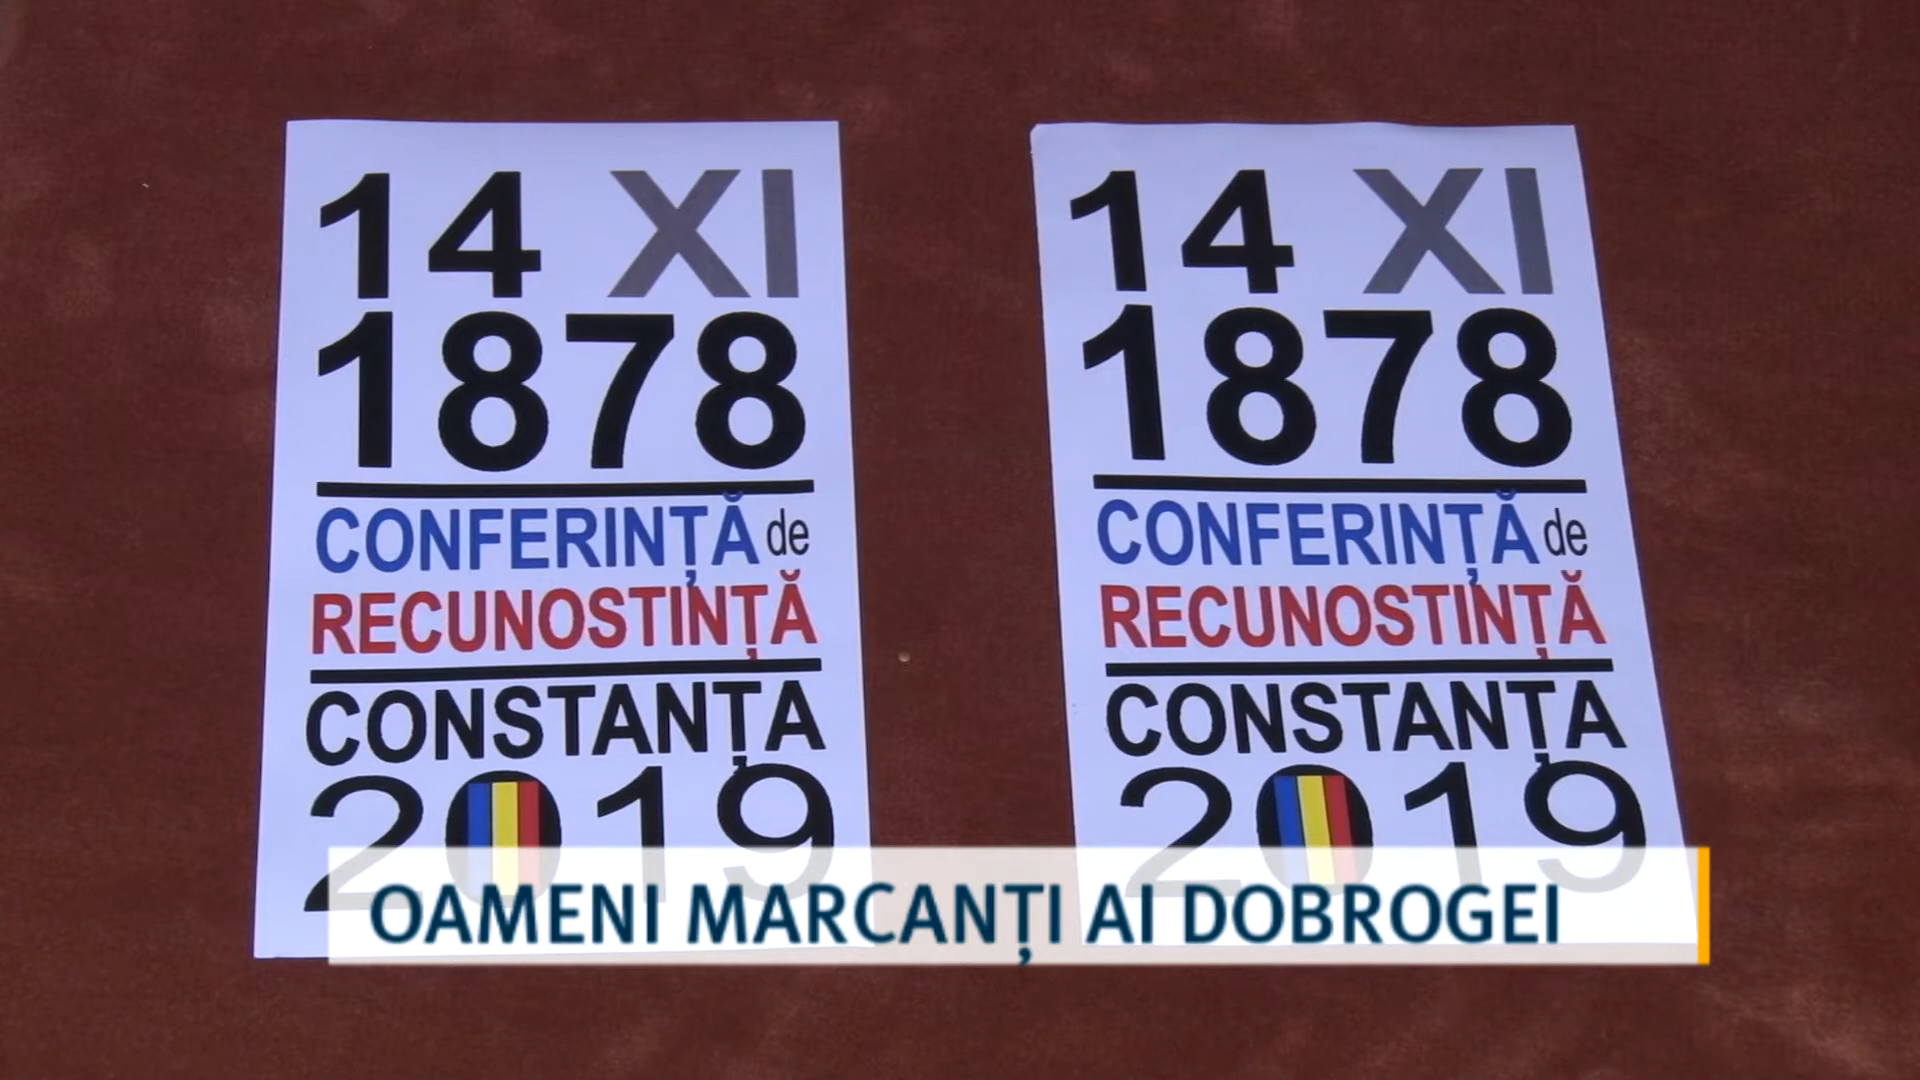 14 XI
1878
CONFERINȚĂ de
RECUNOSTINȚĂ
CONSTANȚA
2019
14 XI
1878
CONFERINȚĂ de
RECUNOSTINȚĂ
CONSTANȚA
2019
OAMENI MARCANȚI AI DOBROGEI